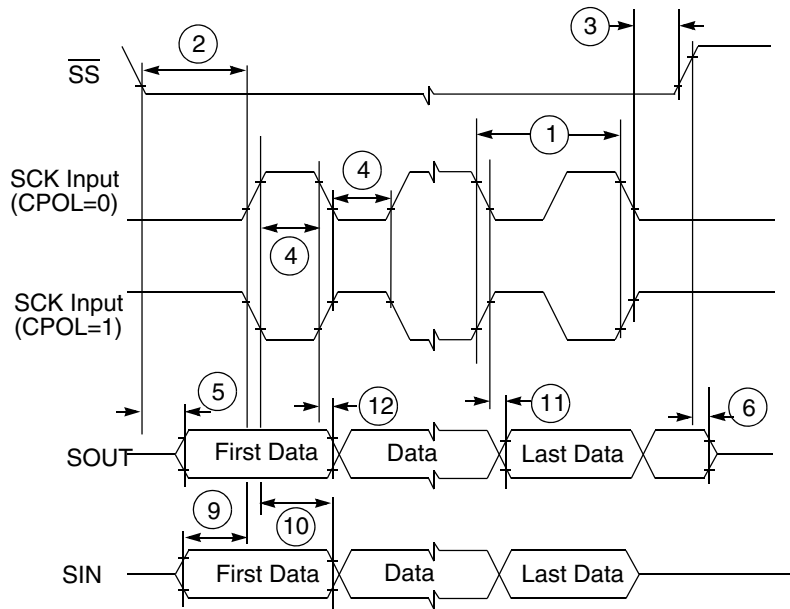 2
3
SS
1
SCK Input
(CPOL=0)
4
4
SCK Input
(CPOL=1)
5
12
11
6
SOUT
First Data
Data
Last Data
9
10
SIN
First Data
Data
Last Data